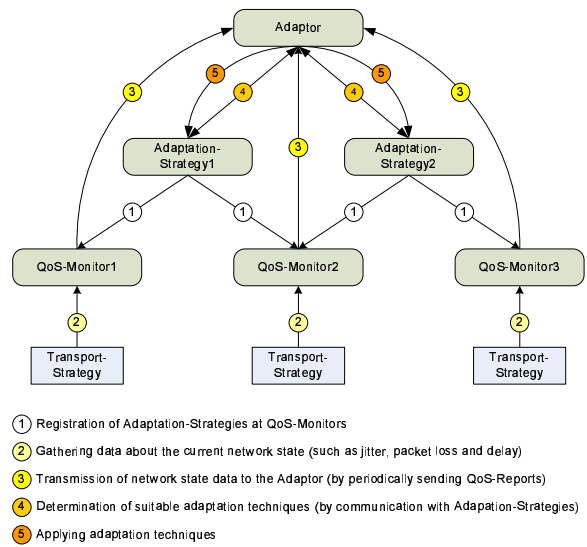 Adaptor
5
5
4
4
3
3
Adaptation-
Strategy1
Adaptation-
Strategy2
3
1
1
1
1
QoS-Monitor1
QoS-Monitor2
QoS-Monitor3
2
2
2
Transport-
Strategy
Transport-
Strategy
Transport-
Strategy
1 Registration of Adaptation-Strategies at QoS-Monitors
2 Gathering data about the current network state (such as jitter, packet loss and delay)
3 Transmission of network state data to the Adaptor (by periodically sending QoS-Reports)
4 Determination of suitable adaptation techniques (by communication with Adapation-Strategies)
5 Applying adaptation techniques